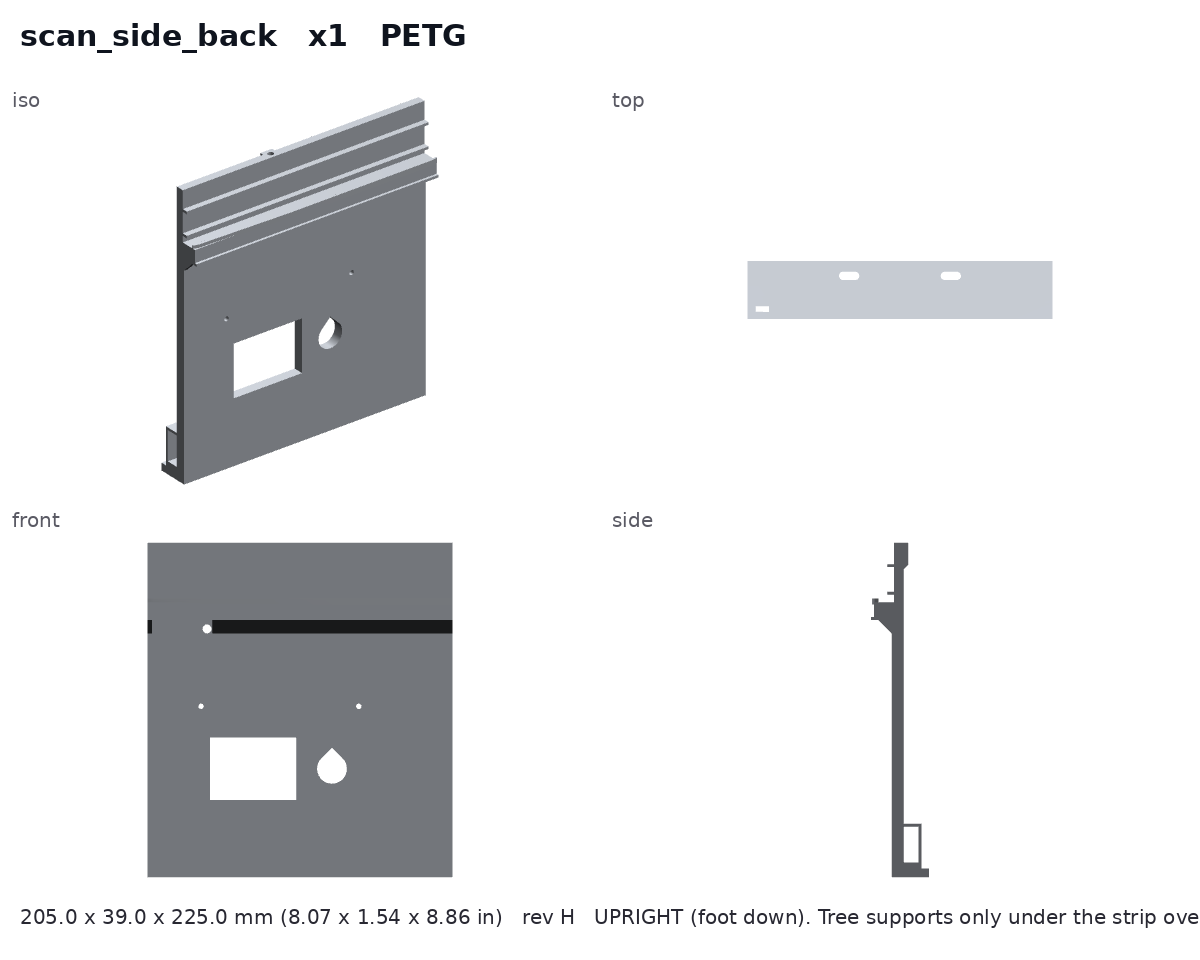 scan_side_back x1 PETG
iso
top
front
side
205.0 x 39.0 x 225.0 mm (8.07 x 1.54 x 8.86 in) rev H UPRIGHT (foot down). Tree supports only under the strip ove